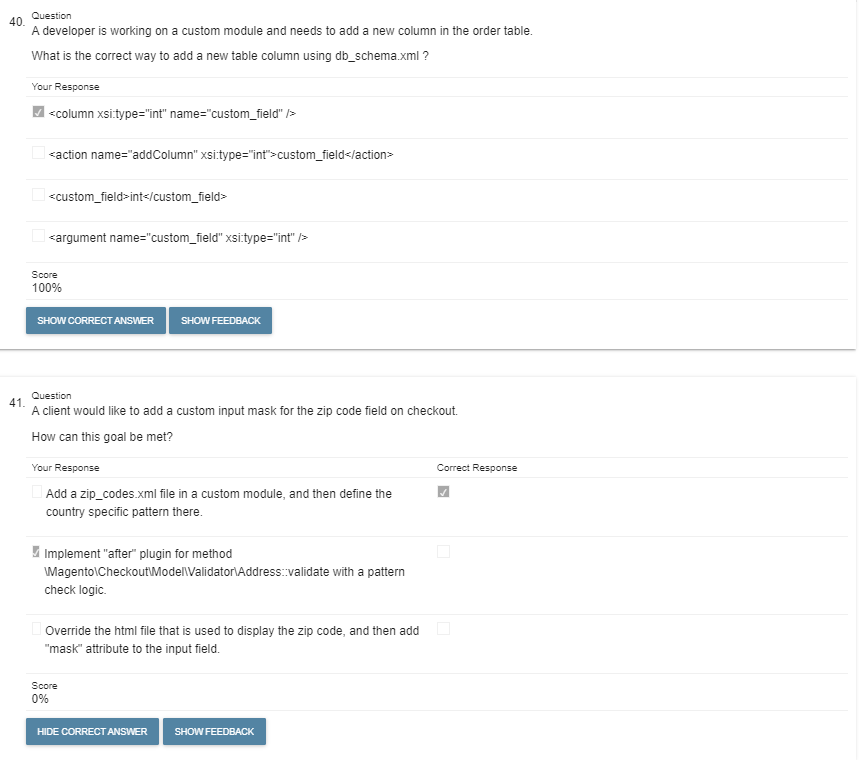 40.
Question
A developer is working on a custom module and needs to add a new column in the order table.
What is the correct way to add a new table column using db_schema.xml ?
Your Response
<column xsi:type="int" name="custom_field" />
<action name="addColumn" xsi:type="int">custom_field</action>
<custom_field>int</custom_field>
<argument name="custom_field" xsi:type="int" />
Score
100%
SHOW CORRECT ANSWER SHOW FEEDBACK
41.
Question
A client would like to add a custom input mask for the zip code field on checkout.
How can this goal be met?
Your Response Correct Response
Add a zip_codes.xml file in a custom module, and then define the
country specific pattern there.
Implement "after" plugin for method
\Magento\Checkout\Model\Validator\Address::validate with a pattern
check logic.
Override the html file that is used to display the zip code, and then add
"mask" attribute to the input field.
Score
0%
HIDE CORRECT ANSWER SHOW FEEDBACK